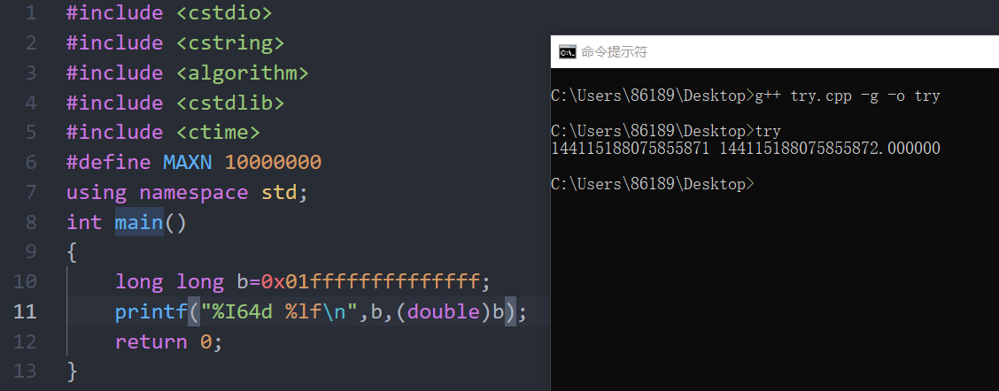 1 #include <cstdio>
2 #include <cstring>
3 #include <algorithm>
4 #include <cstdlib>
5 #include <ctime>
6 #define MAXN 10000000
7 using namespace std;
8 int main()
9 {
10 long long b=0x01ffffffffffffff;
11 printf("%I64d %lf\n",b,(double)b);
12 return 0;
13 }
命令提示符
C:\Users\86189\Desktop>g++ try.cpp -g -o try
C:\Users\86189\Desktop>try
144115188075855871 144115188075855872.000000
C:\Users\86189\Desktop>